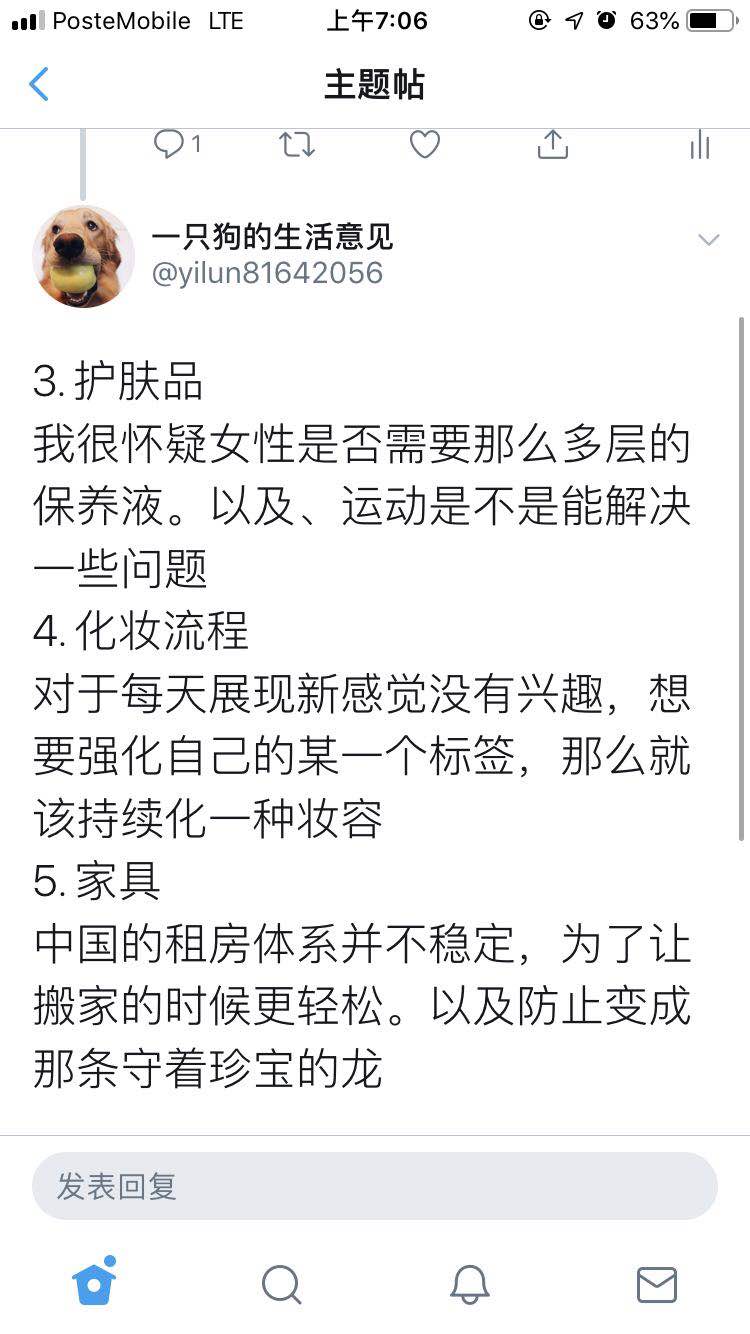 PosteMobile LTE 上午7:06 63%
主题帖
1
一只狗的生活意见
@yilun81642056
3. 护肤品
我很怀疑女性是否需要那么多层的
保养液。以及、运动是不是能解决
一些问题
4. 化妆流程
对于每天展现新感觉没有兴趣，想
要强化自己的某一个标签，那么就
该持续化一种妆容
5. 家具
中国的租房体系并不稳定，为了让
搬家的时候更轻松。以及防止变成
那条守着珍宝的龙
发表回复